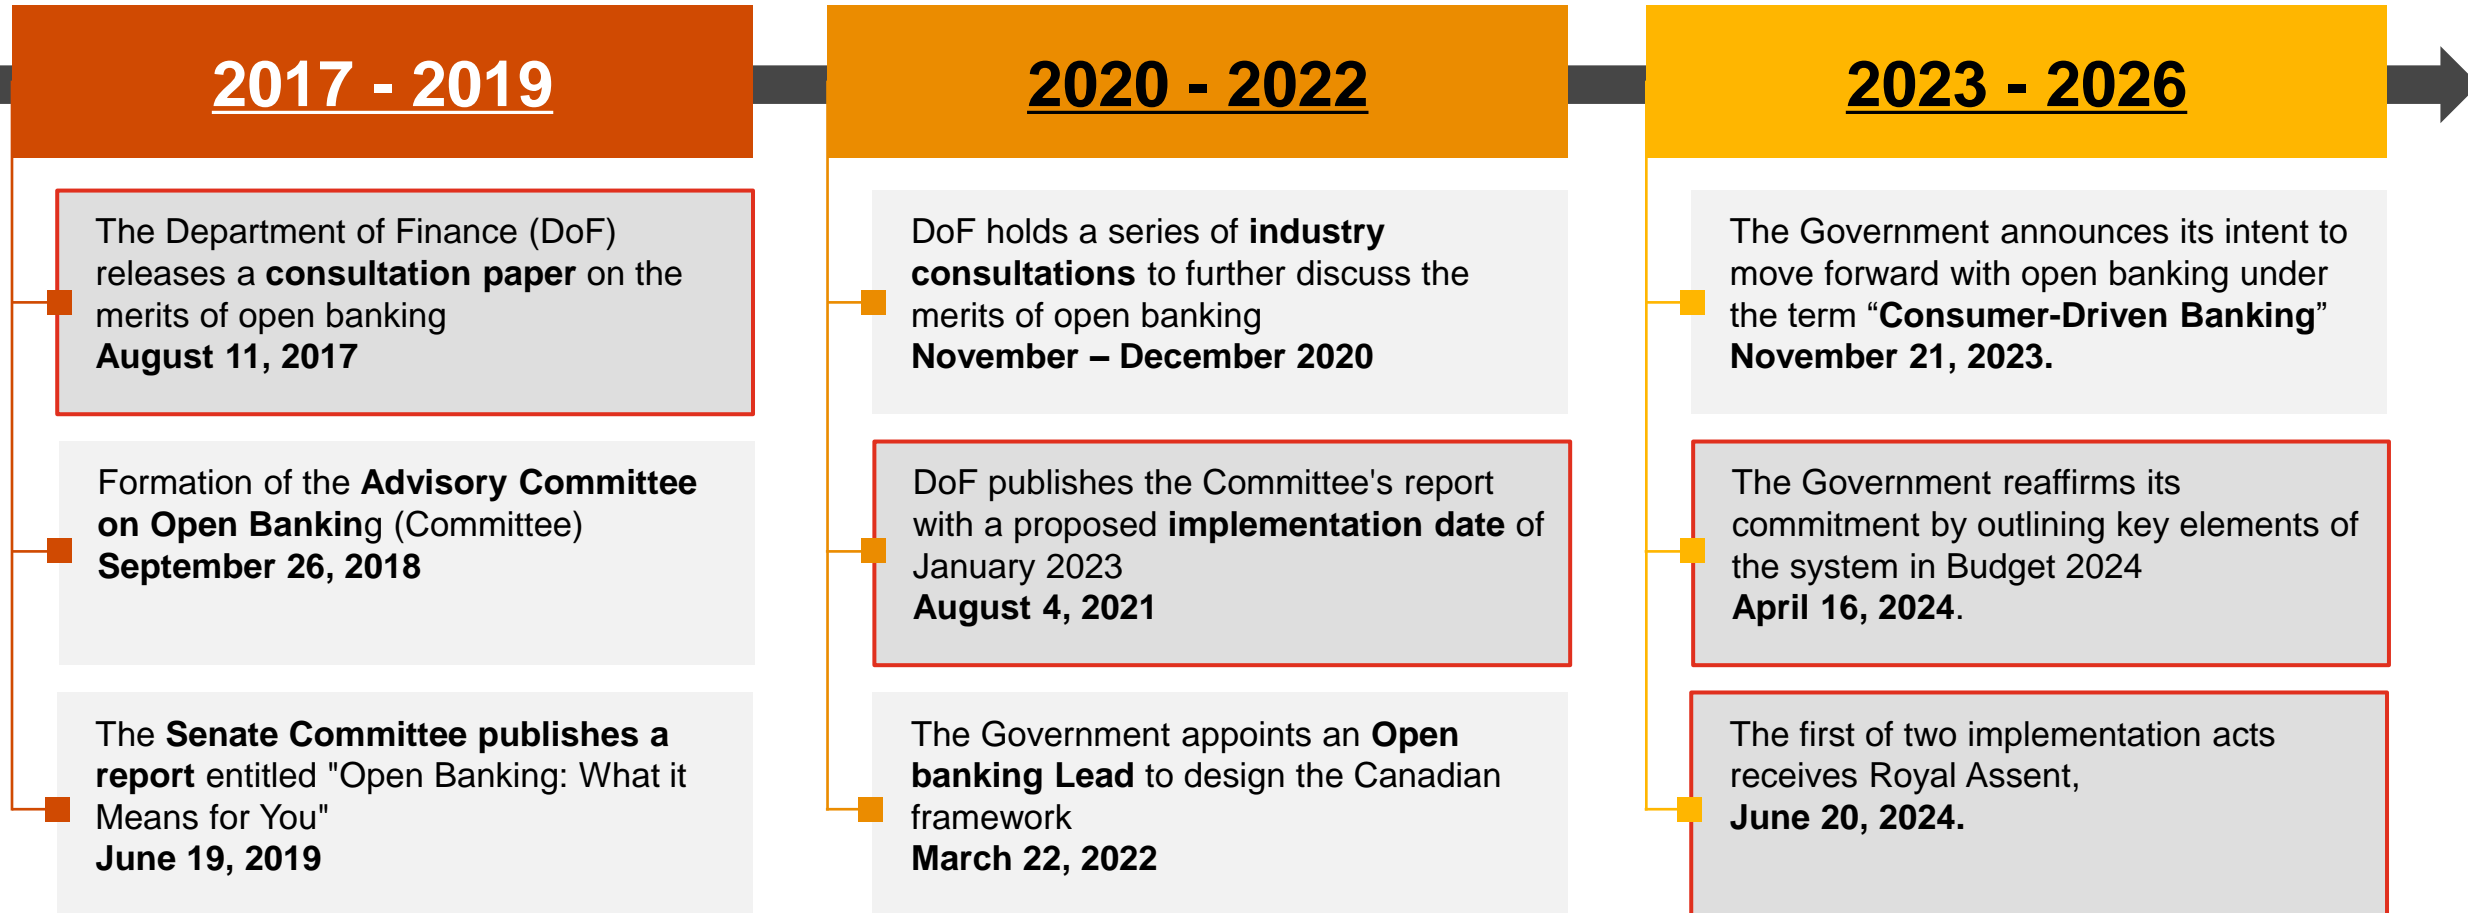 2017 - 2019
The Department of Finance (DoF)
releases a consultation paper on the
merits of open banking
August 11, 2017
Formation of the Advisory Committee
on Open Banking (Committee)
September 26, 2018
The Senate Committee publishes a
report entitled "Open Banking: What it
Means for You"
June 19, 2019
2020 - 2022
DoF holds a series of industry
consultations to further discuss the
merits of open banking
November – December 2020
DoF publishes the Committee's report
with a proposed implementation date of
January 2023
August 4, 2021
The Government appoints an Open
banking Lead to design the Canadian
framework
March 22, 2022
2023 - 2026
The Government announces its intent to
move forward with open banking under
the term “Consumer-Driven Banking”
November 21, 2023.
The Government reaffirms its
commitment by outlining key elements of
the system in Budget 2024
April 16, 2024.
The first of two implementation acts
receives Royal Assent,
June 20, 2024.